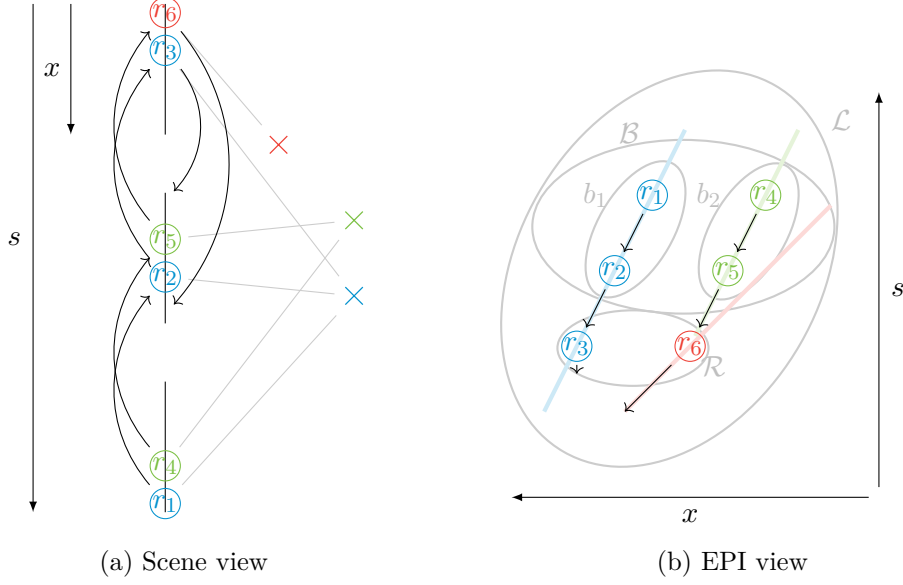 r6
r3
x
s
r5
r2
r4
r1
(a) Scene view
ℒ
ℬ
b1
r1
b2
r4
r2
r5
s
r3
r6
ℛ
x
(b) EPI view